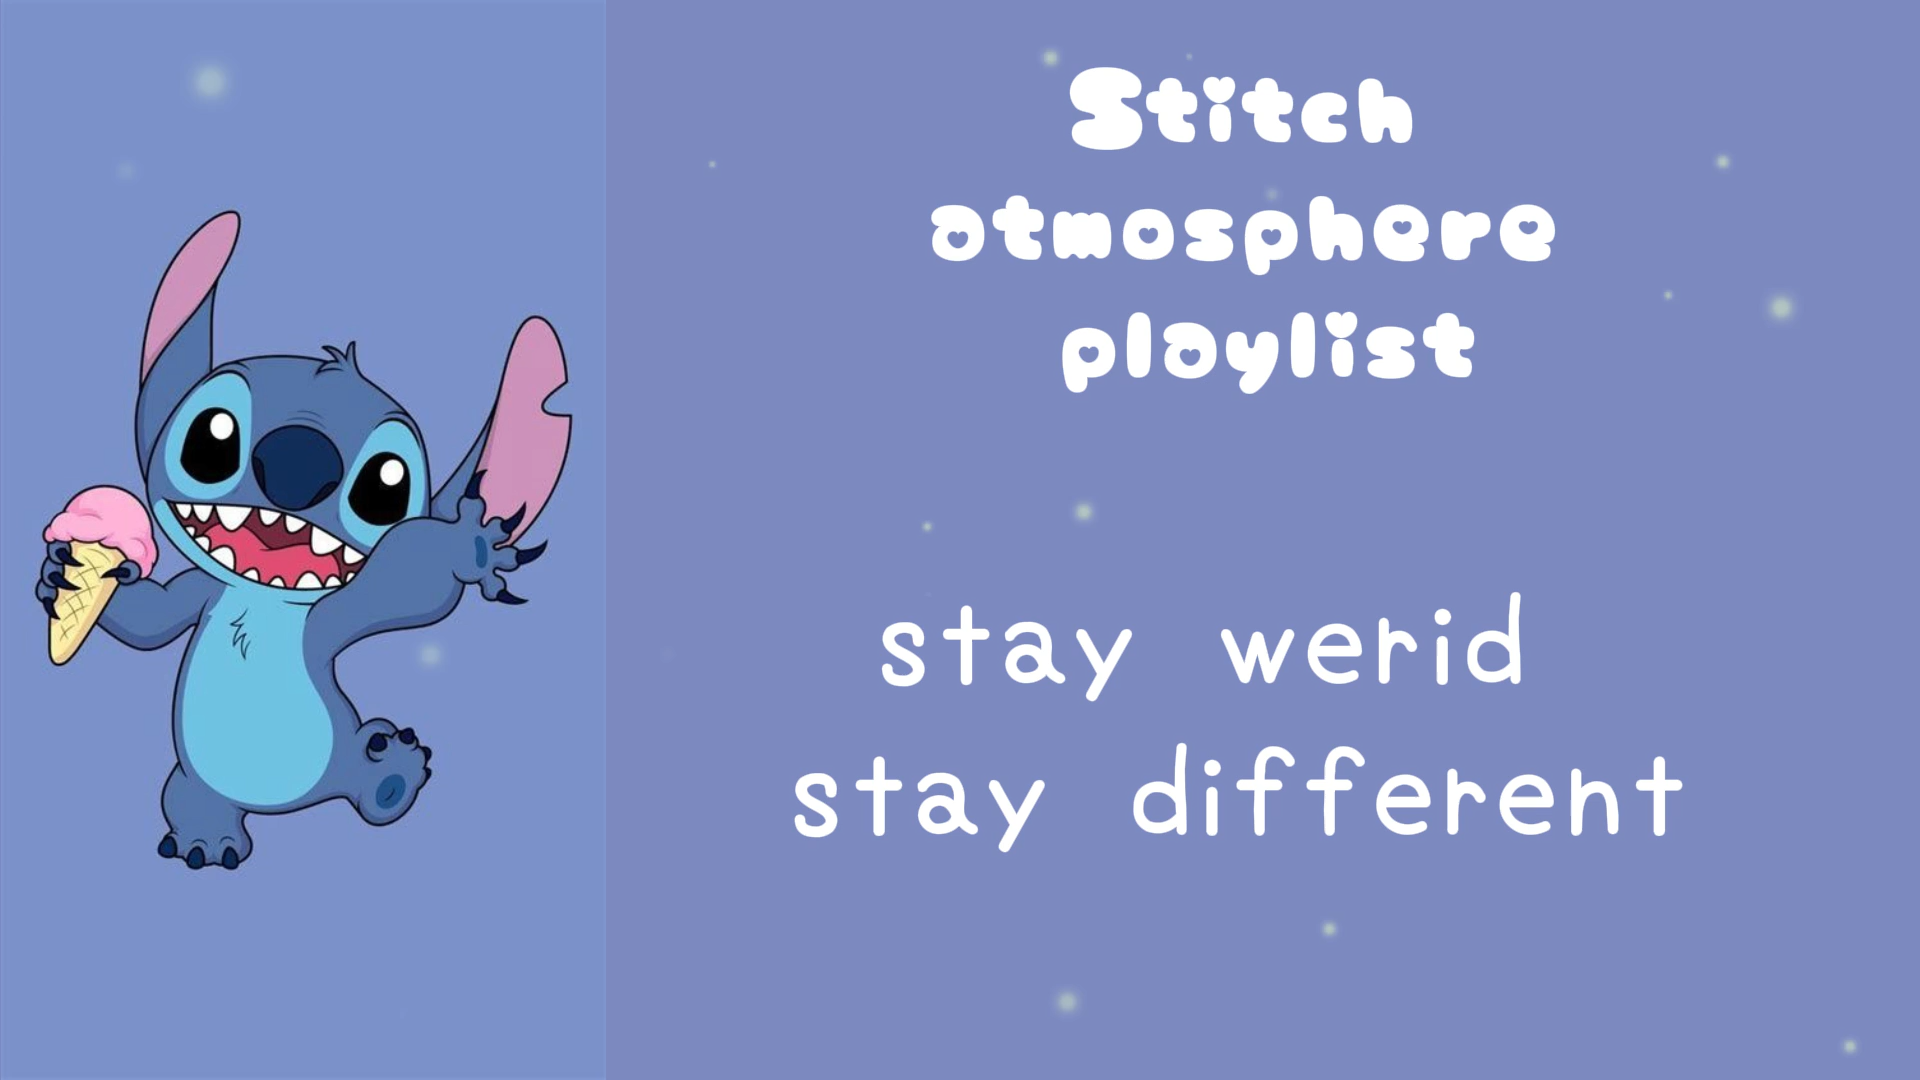 Stitch
atmosphere
playlist
stay werid
stay different